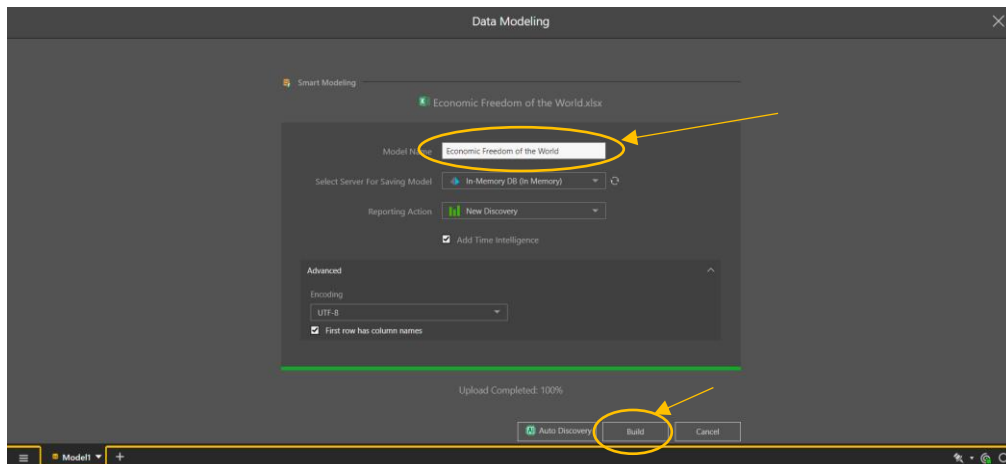 Data Modeling
Smart Modeling
Economic Freedom of the World.xlsx
Model Name Economic Freedom of the World
Select Server For Saving Model In-Memory DB (In Memory)
Reporting Action New Discovery
Add Time Intelligence
Advanced
Encoding
UTF-8
First row has column names
Upload Completed: 100%
AI Auto Discovery Build Cancel
Model1